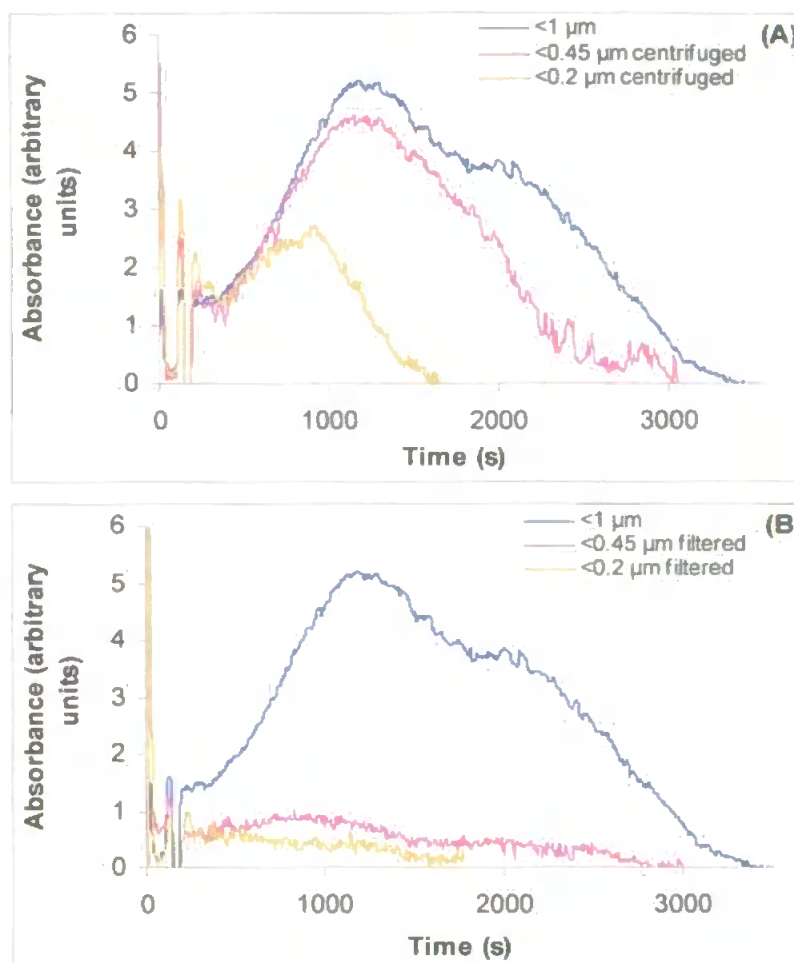 (A)
<1 µm
<0.45 µm centrifuged
<0.2 µm centrifuged
Absorbance (arbitrary
units)
6
5
4
3
2
1
0
0 1000 2000 3000
Time (s)
(B
<1 µm
<0.45 µm filtered
<0.2 µm filtered
Absorbance (arbitrary
units)
6
5
4
3
2
1
0
0 1000 2000 3000
Time (s)